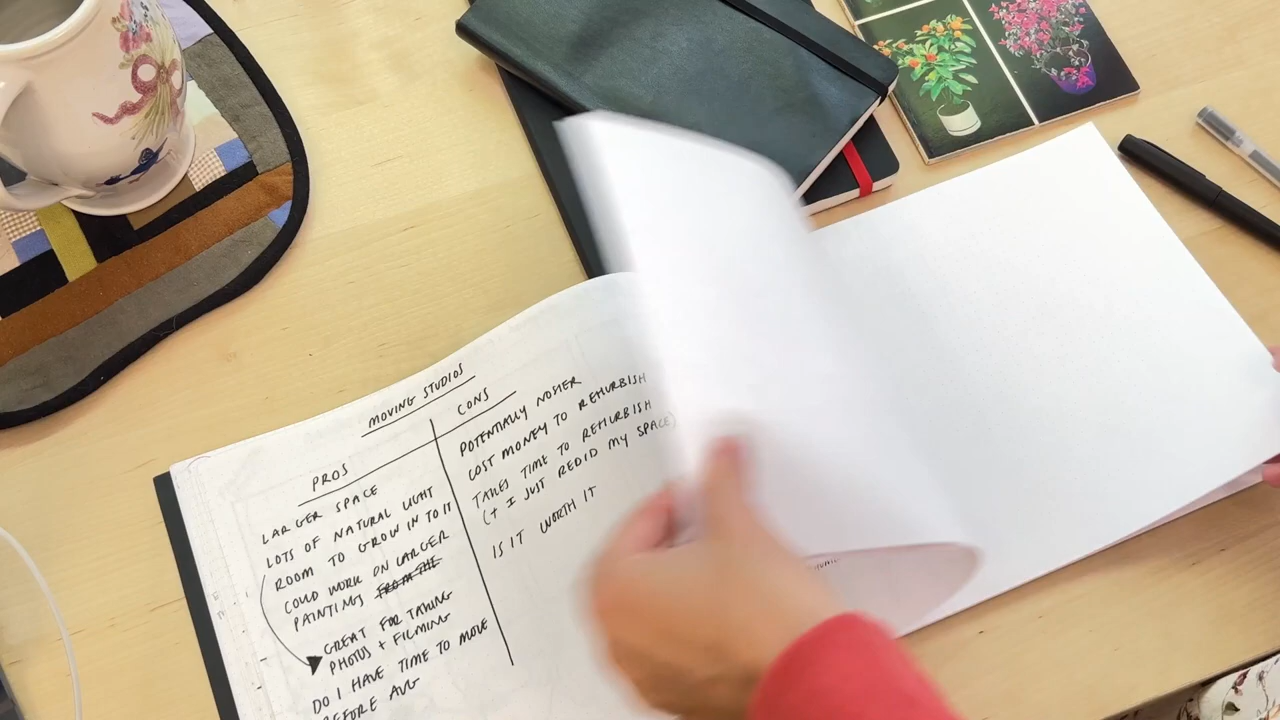 MOVING STUDIOS
PROS
LARGER SPACE
LOTS OF NATURAL LIGHT
ROOM TO GROW IN TO IT
COULD WORK ON LARGER
PAINTINGS FROM THE
GREAT FOR TAKING
PHOTOS + FILMING
DO I HAVE TIME TO MOVE
BEFORE AUG
CONS
POTENTIALLY NOSIER
COST MONEY TO REFURBISH
TAKES TIME TO REFURBISH
(+ I JUST REDID MY SPACE)
IS IT WORTH IT